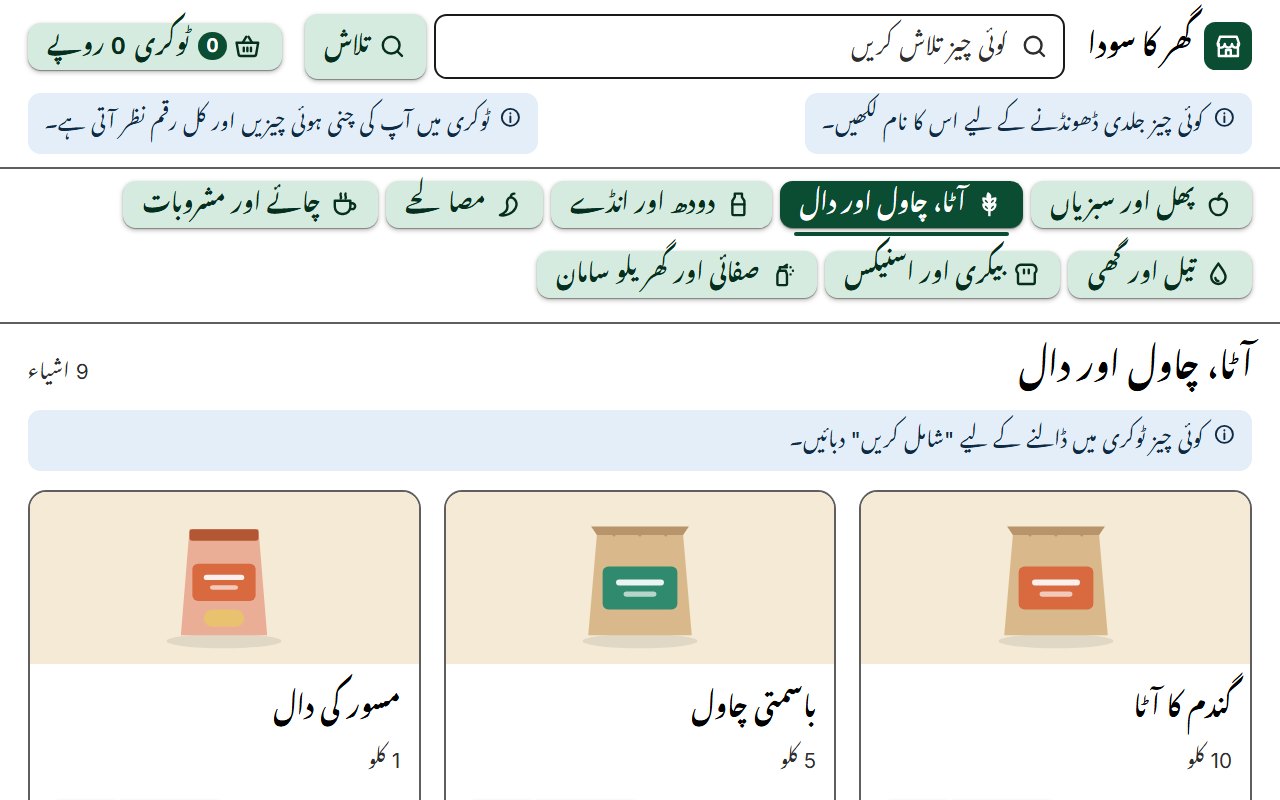 گھر کا سودا
کوئی چیز تلاش کریں
تلاش
0 ٹوکری 0 روپے
کوئی چیز جلدی ڈھونڈنے کے لیے اس کا نام لکھیں۔
ٹوکری میں آپ کی چنی ہوئی چیزیں اور کل رقم نظر آتی ہے۔
پھل اور سبزیاں
آٹا، چاول اور دال
دودھ اور انڈے
مصالحے
چائے اور مشروبات
تیل اور گھی
بیکری اور اسنیکس
صفائی اور گھریلو سامان
آٹا، چاول اور دال
9 اشیاء
کوئی چیز ٹوکری میں ڈالنے کے لیے "شامل کریں" دبائیں۔
گندم کا آٹا
10 کلو
باسمتی چاول
5 کلو
مسور کی دال
1 کلو